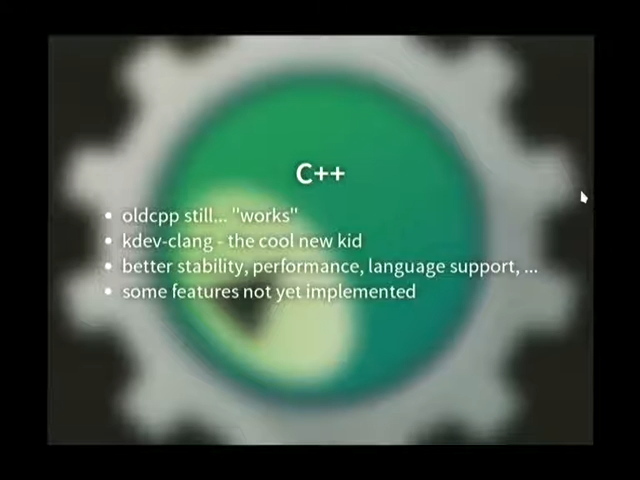 C++
• oldcpp still... "works"
• kdev-clang - the cool new kid
• better stability, performance, language support, ...
• some features not yet implemented